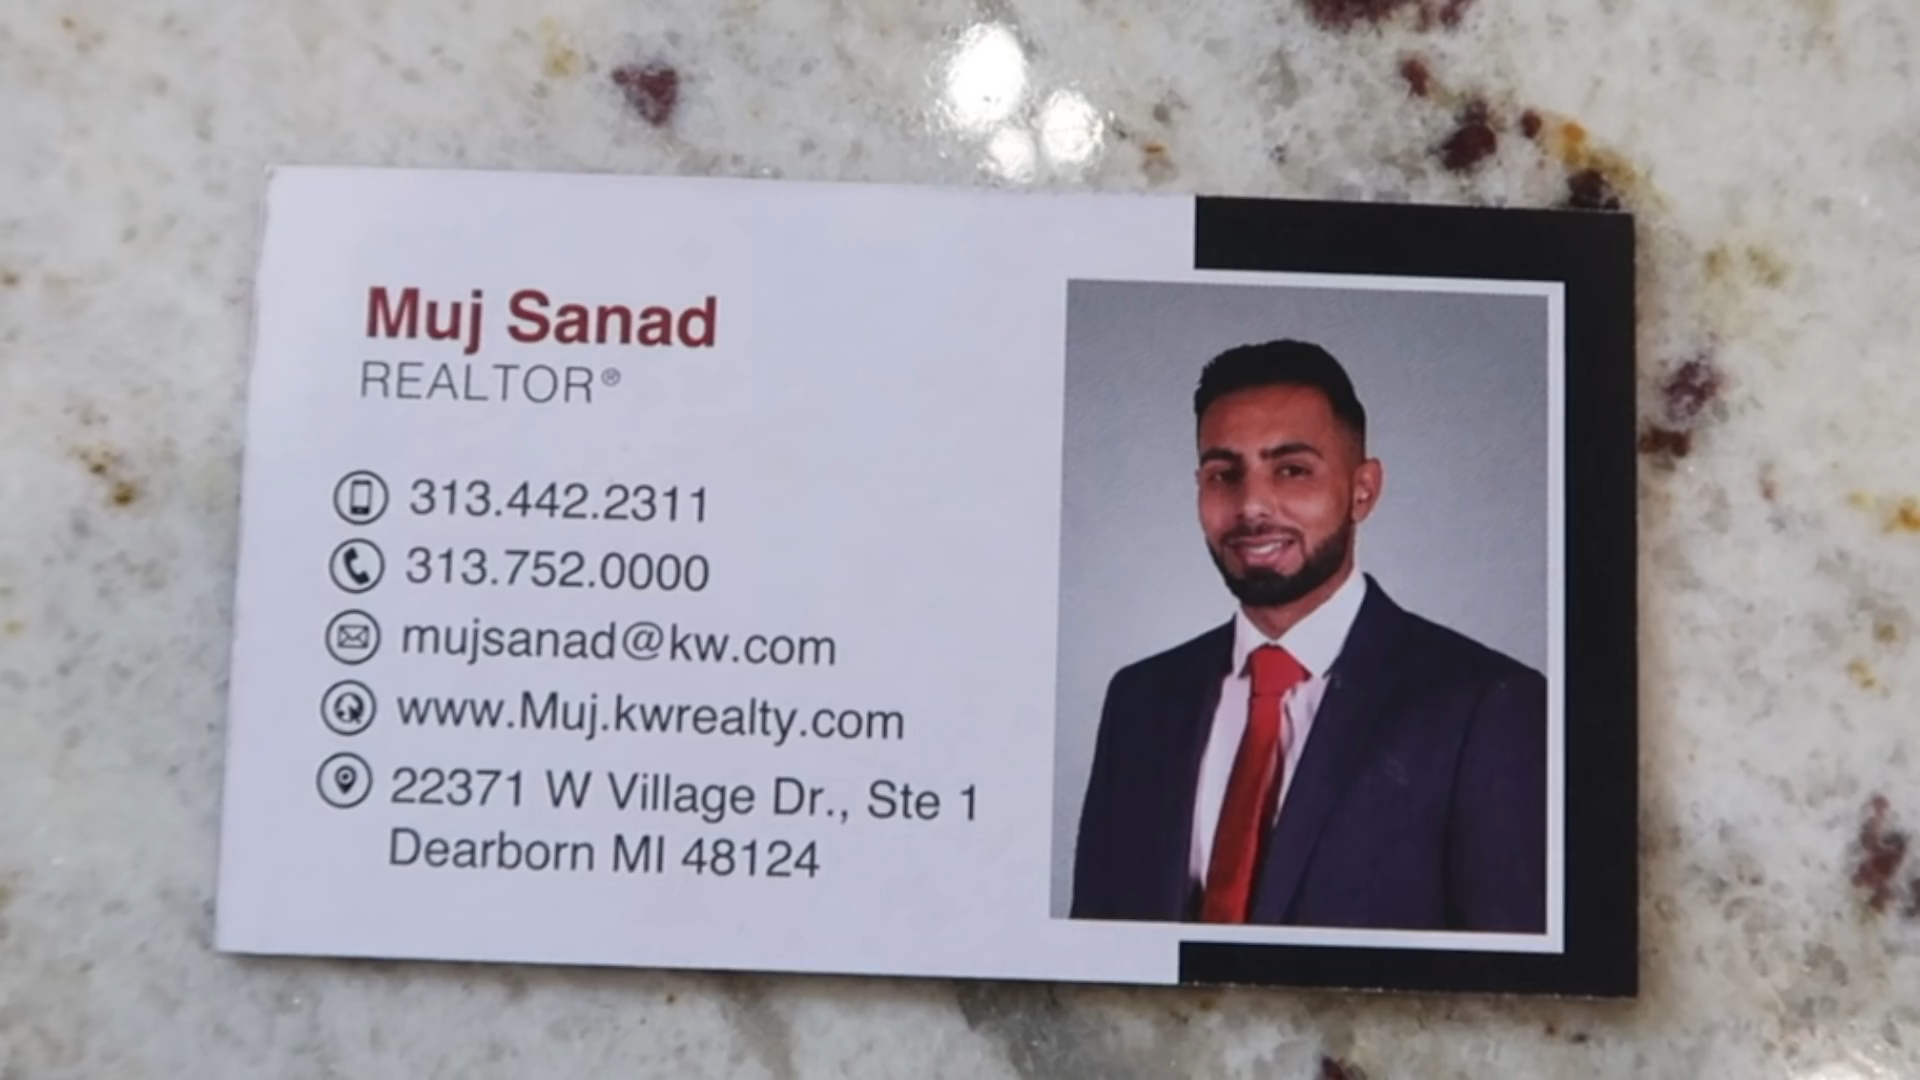 Muj Sanad
REALTOR®
313.442.2311
313.752.0000
mujsanad@kw.com
www.Muj.kwrealty.com
22371 W Village Dr., Ste 1
Dearborn MI 48124